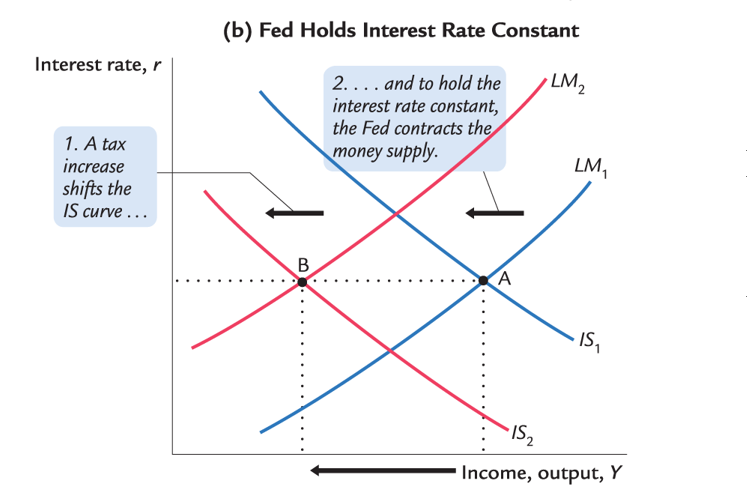 (b) Fed Holds Interest Rate Constant
Interest rate, r
2. . . . and to hold the
interest rate constant,
the Fed contracts the
money supply.
LM₂
1. A tax
increase
shifts the
IS curve . . .
LM₁
B
A
IS₁
IS₂
Income, output, Y